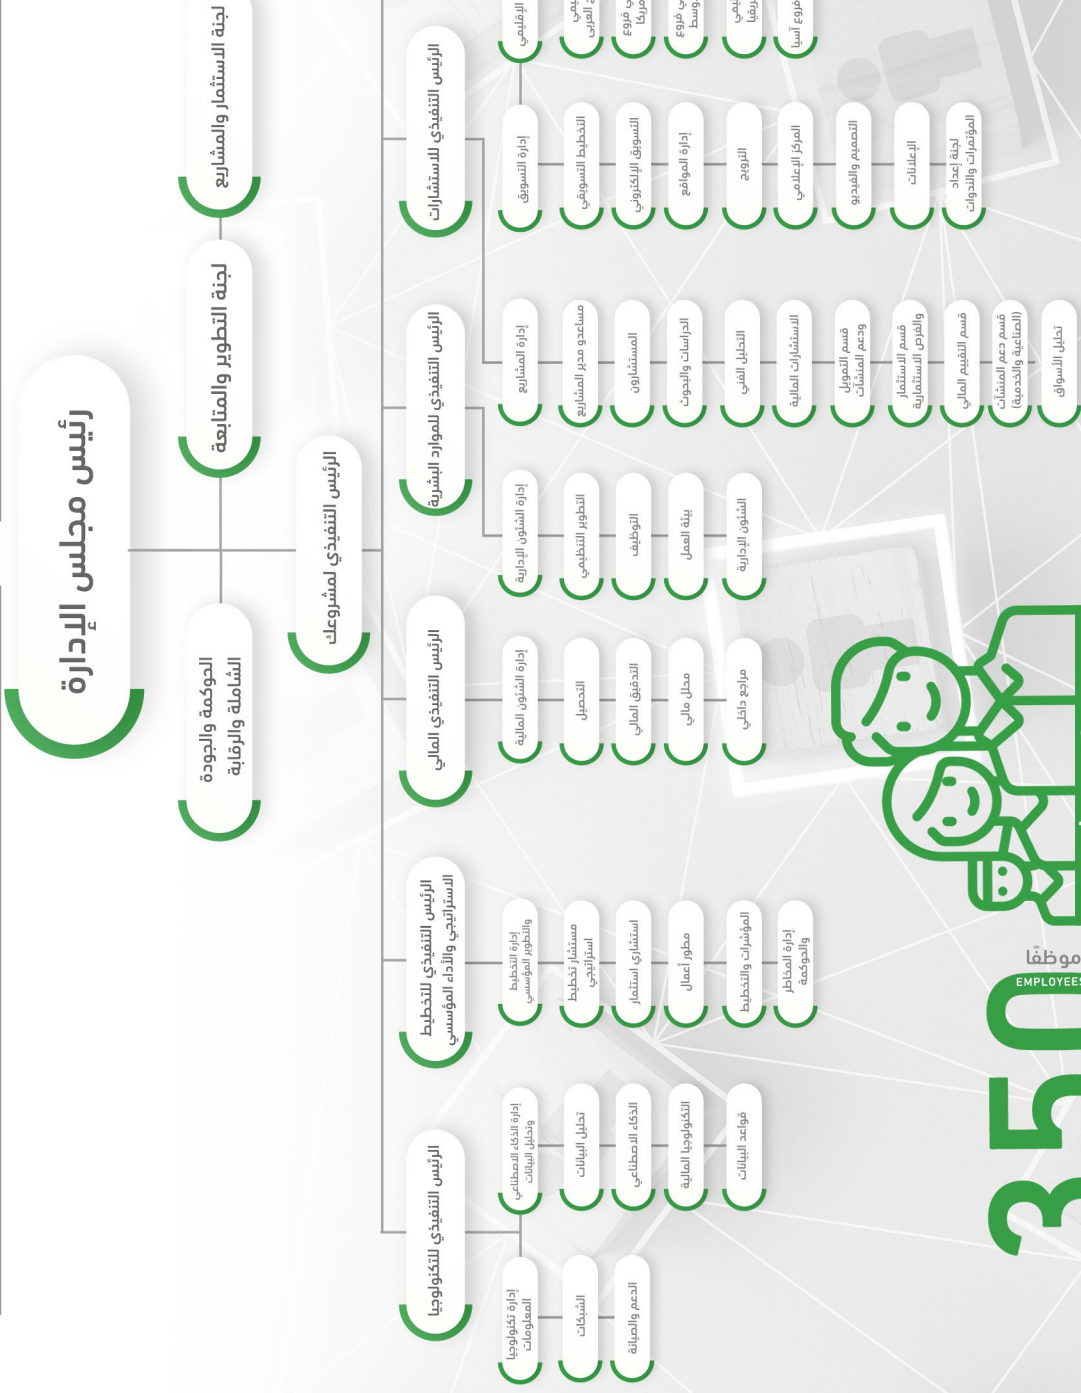 رئيس مجلس الإدارة
لجنة الاستثمار والمشاريع
لجنة التطوير والمتابعة
الحوكمة والجودة
الشاملة والرقابة
الرئيس التنفيذي لمشروعك
الرئيس التنفيذي للاستشارات
الرئيس التنفيذي للموارد البشرية
الرئيس التنفيذي المالي
الرئيس التنفيذي للتخطيط
الاستراتيجي والأداء المؤسسي
الرئيس التنفيذي للتكنولوجيا
الإقليمي
إدارة التسويق
التخطيط التسويقي
التسويق الإلكتروني
إدارة المواقع
الترويج
المركز الإعلامي
التصميم والفيديو
الإعلانات
لجنة إعداد
المؤتمرات والندوات
إدارة المشاريع
مساعدو مدير المشاريع
المستشارون
الدراسات والبحوث
التحليل الفني
الاستشارات المالية
قسم التمويل
ودعم المنشآت
قسم الاستثمار
والفرص الاستثمارية
قسم التقييم المالي
قسم دعم المنشآت
(الصناعية والخدمية)
تحليل الأسواق
إدارة الشئون الإدارية
التطوير التنظيمي
التوظيف
بيئة العمل
الشئون الإدارية
إدارة الشئون المالية
التحصيل
التدقيق المالي
محلل مالي
مراجع داخلي
إدارة التخطيط
والتطوير المؤسسي
مستشار تخطيط
استراتيجي
استشاري استثمار
مطور أعمال
المؤشرات والتخطيط
إدارة المخاطر
والحوكمة
إدارة الذكاء الاصطناعي
وتحليل البيانات
تحليل البيانات
الذكاء الاصطناعي
التكنولوجيا المالية
قواعد البيانات
إدارة تكنولوجيا
المعلومات
الشبكات
الدعم والصيانة
350
موظفًا
EMPLOYEES